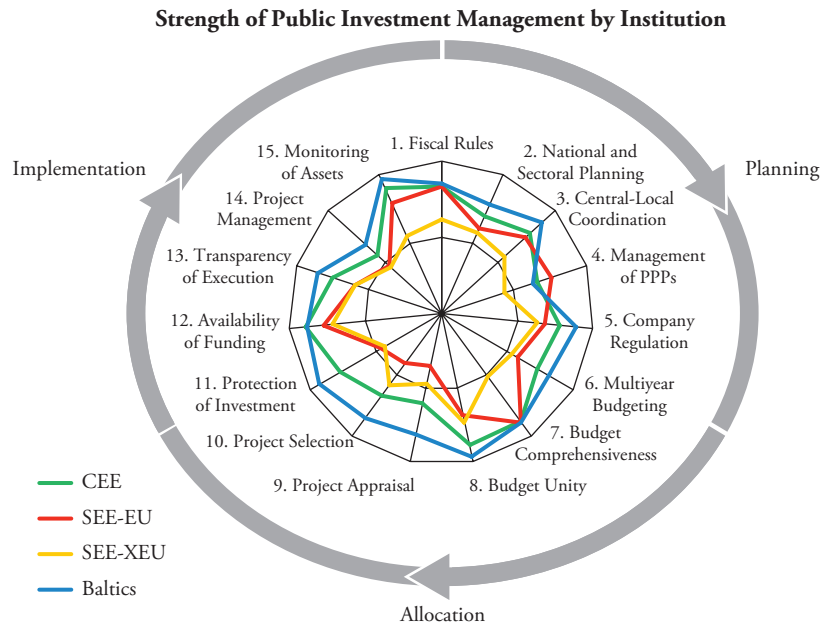 Strength of Public Investment Management by Institution
Implementation
Planning
1. Fiscal Rules
2. National and
Sectoral Planning
3. Central-Local
Coordination
4. Management
of PPPs
5. Company
Regulation
6. Multiyear
Budgeting
7. Budget
Comprehensiveness
8. Budget Unity
9. Project Appraisal
10. Project Selection
11. Protection
of Investment
12. Availability
of Funding
13. Transparency
of Execution
14. Project
Management
15. Monitoring
of Assets
CEE
SEE-EU
SEE-XEU
Baltics
Allocation